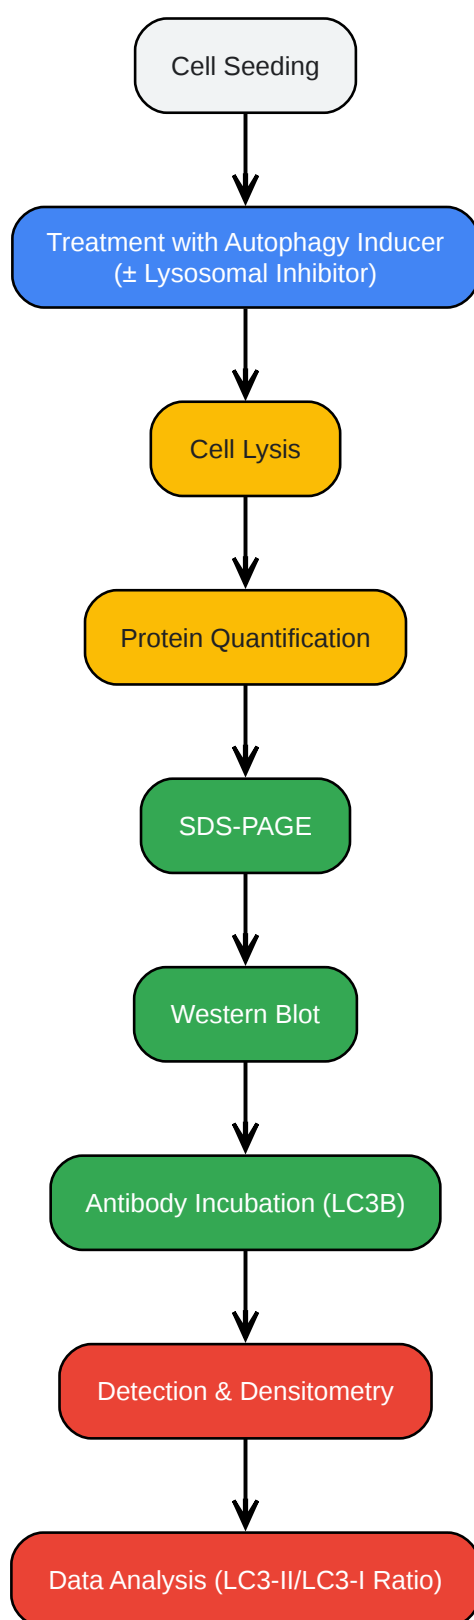 Cell Seeding
Treatment with Autophagy Inducer
(± Lysosomal Inhibitor)
Cell Lysis
Protein Quantification
SDS-PAGE
Western Blot
Antibody Incubation (LC3B)
Detection & Densitometry
Data Analysis (LC3-II/LC3-I Ratio)